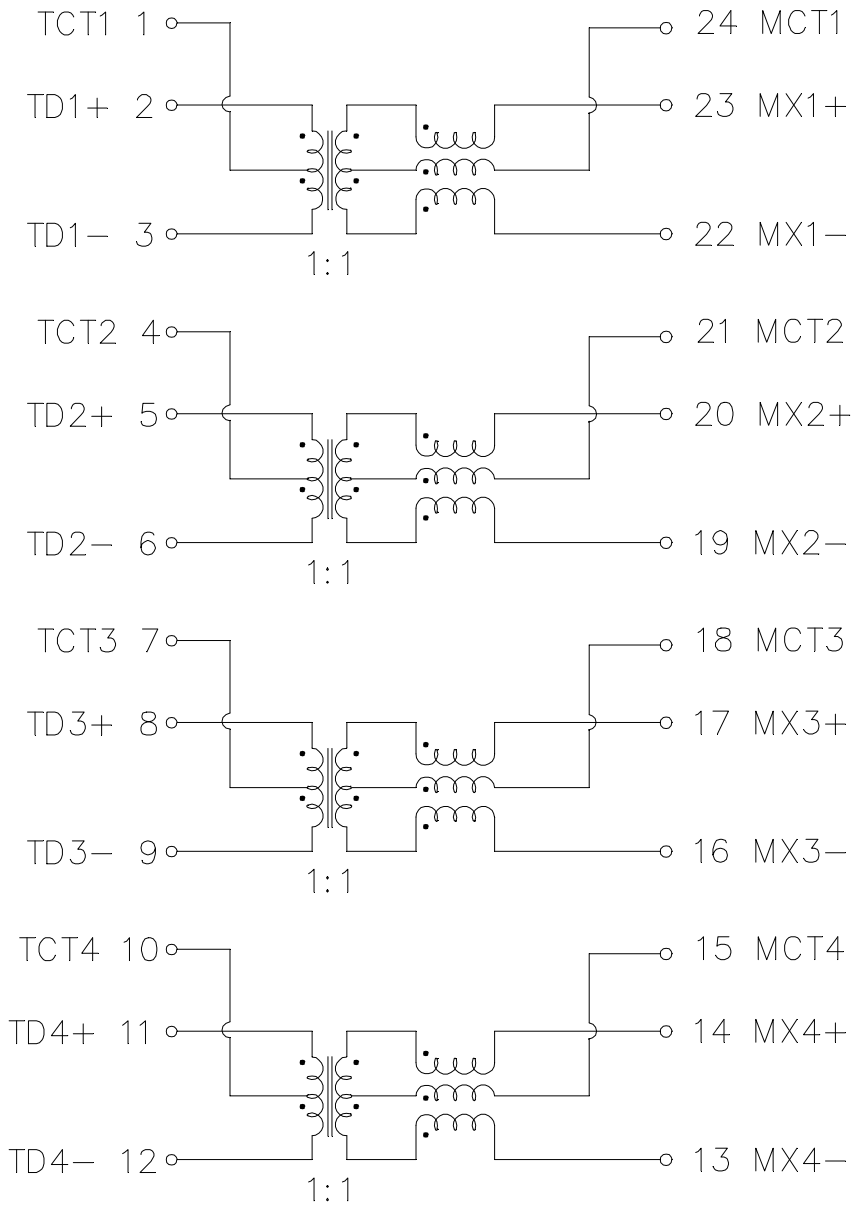 TCT1 1 24 MCT1
TD1+ 2 23 MX1+
TD1− 3 22 MX1−
1:1
TCT2 4 21 MCT2
TD2+ 5 20 MX2+
TD2− 6 19 MX2−
1:1
TCT3 7 18 MCT3
TD3+ 8 17 MX3+
TD3− 9 16 MX3−
1:1
TCT4 10 15 MCT4
TD4+ 11 14 MX4+
TD4− 12 13 MX4−
1:1